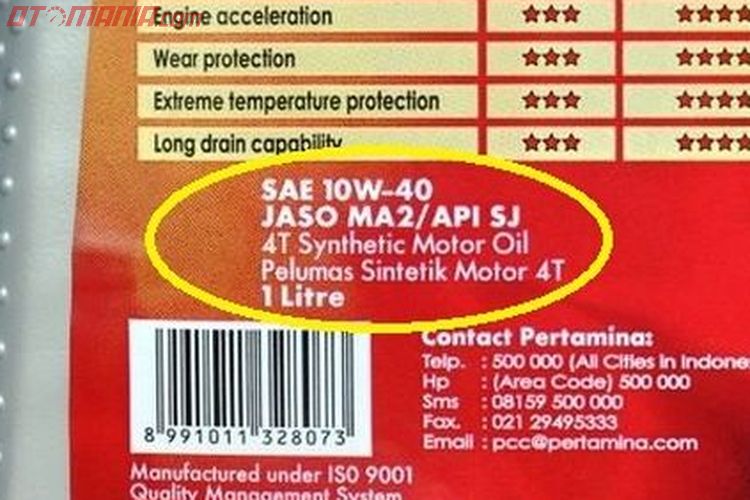 OTOMANIA.com
Engine acceleration
Wear protection
Extreme temperature protection
Long drain capability
SAE 10W-40
JASO MA2/API SJ
4T Synthetic Motor Oil
Pelumas Sintetik Motor 4T
1 Litre
Contact Pertamina:
Telp. : 500 000 (All Cities in Indone
Hp : (Area Code) 500 000
Sms : 08159 500 000
Fax. : 021 29495333
Email : pcc@pertamina.com
8 991011 328073
Manufactured under ISO 9001
Quality Management System